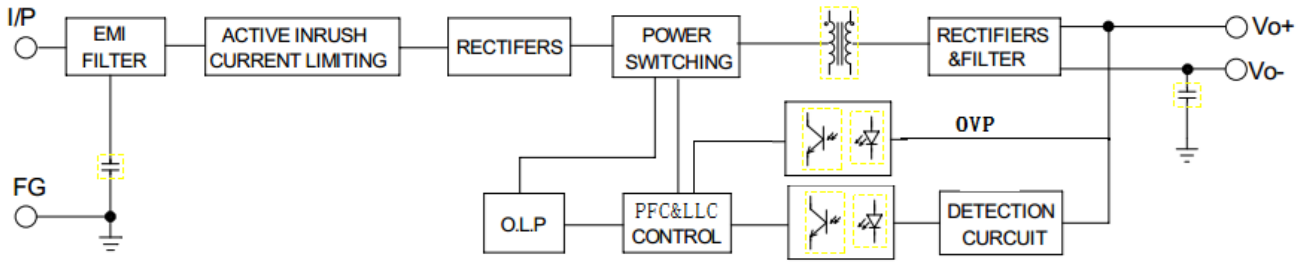 I/P
EMI
FILTER
ACTIVE INRUSH
CURRENT LIMITING
RECTIFERS
POWER
SWITCHING
RECTIFIERS
&FILTER
Vo+
Vo-
OVP
FG
O.L.P
PFC&LLC
CONTROL
DETECTION
CURCUIT